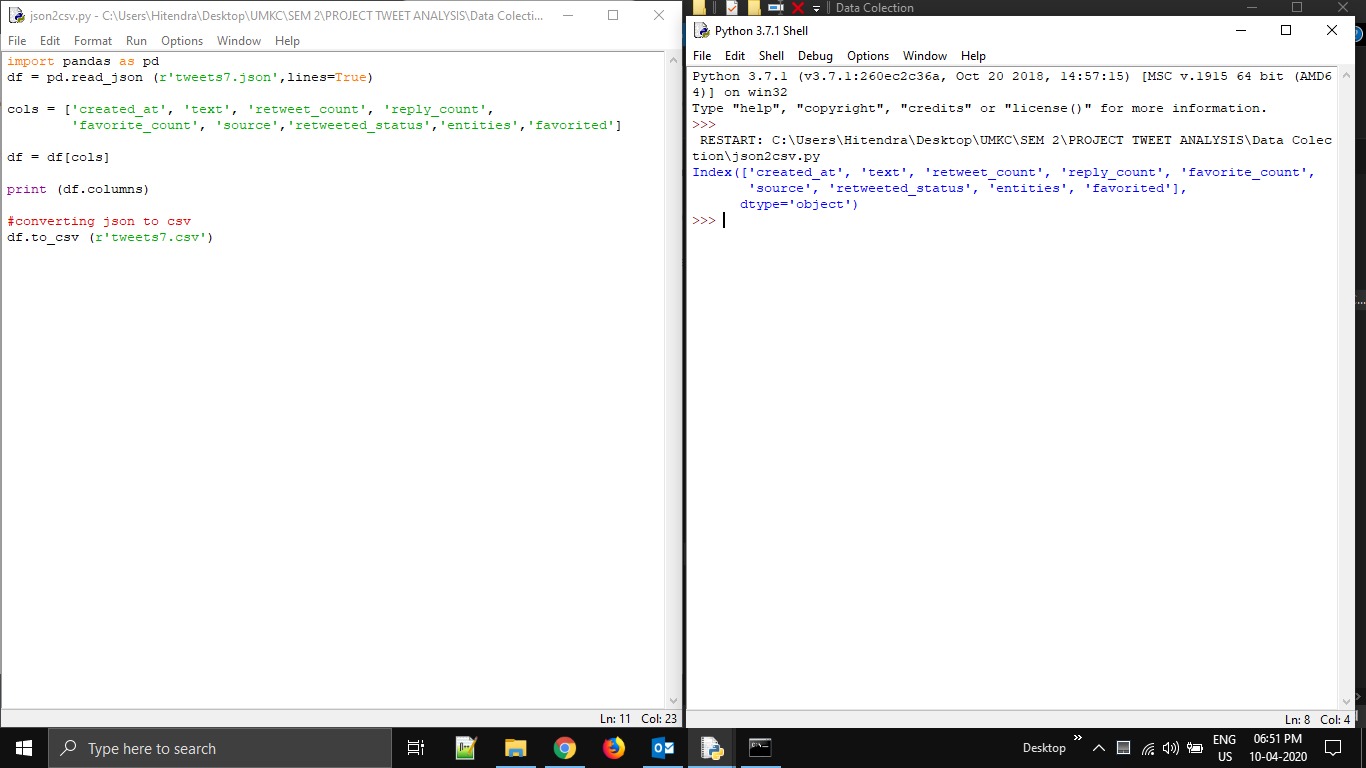 json2csv.py - C:\Users\Hitendra\Desktop\UMKC\SEM 2\PROJECT TWEET ANALYSIS\Data Colecti...
File Edit Format Run Options Window Help
import pandas as pd
df = pd.read_json (r'tweets7.json',lines=True)
cols = ['created_at', 'text', 'retweet_count', 'reply_count',
'favorite_count', 'source','retweeted_status','entities','favorited']
df = df[cols]
print (df.columns)
#converting json to csv
df.to_csv (r'tweets7.csv')
Ln: 11 Col: 23
Data Colection
Python 3.7.1 Shell
File Edit Shell Debug Options Window Help
Python 3.7.1 (v3.7.1:260ec2c36a, Oct 20 2018, 14:57:15) [MSC v.1915 64 bit (AMD6
4)] on win32
Type "help", "copyright", "credits" or "license()" for more information.
>>>
RESTART: C:\Users\Hitendra\Desktop\UMKC\SEM 2\PROJECT TWEET ANALYSIS\Data Colec
tion\json2csv.py
Index(['created_at', 'text', 'retweet_count', 'reply_count', 'favorite_count',
'source', 'retweeted_status', 'entities', 'favorited'],
dtype='object')
>>>
Ln: 8 Col: 4
Type here to search
Desktop
ENG
US
06:51 PM
10-04-2020